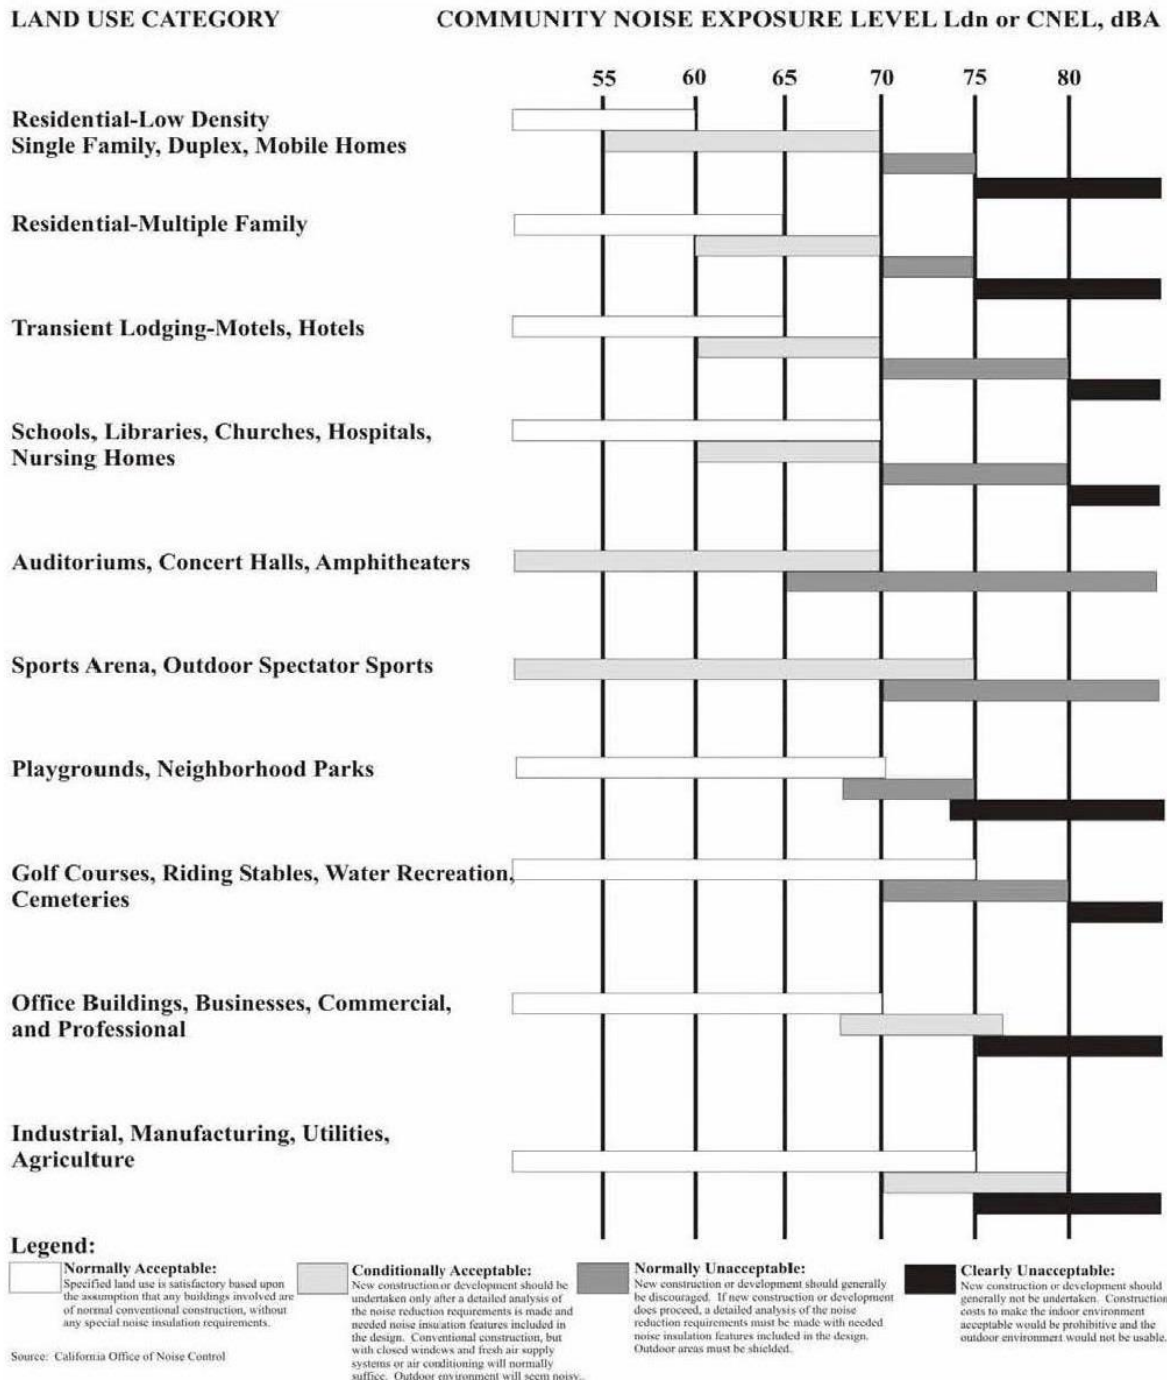 LAND USE CATEGORY
COMMUNITY NOISE EXPOSURE LEVEL Ldn or CNEL, dBA
55 60 65 70 75 80
Residential-Low Density
Single Family, Duplex, Mobile Homes
Residential-Multiple Family
Transient Lodging-Motels, Hotels
Schools, Libraries, Churches, Hospitals,
Nursing Homes
Auditoriums, Concert Halls, Amphitheaters
Sports Arena, Outdoor Spectator Sports
Playgrounds, Neighborhood Parks
Golf Courses, Riding Stables, Water Recreation,
Cemeteries
Office Buildings, Businesses, Commercial,
and Professional
Industrial, Manufacturing, Utilities,
Agriculture
Legend:
Normally Acceptable:
Specified land use is satisfactory based upon
the assumption that any buildings involved are
of normal conventional construction, without
any special noise insulation requirements.
Conditionally Acceptable:
New construction or development should be
undertaken only after a detailed analysis of
the noise reduction requirements is made and
needed noise insulation features included in
the design. Conventional construction, but
with closed windows and fresh air supply
systems or air conditioning will normally
suffice. Outdoor environment will seem noisy..
Normally Unacceptable:
New construction or development should generally
be discouraged. If new construction or development
does proceed, a detailed analysis of the noise
reduction requirements must be made with needed
noise insulation features included in the design.
Outdoor areas must be shielded.
Clearly Unacceptable:
New construction or development should
generally not be undertaken. Construction
costs to make the indoor environment
acceptable would be prohibitive and the
outdoor environment would not be usable.
Source: California Office of Noise Control